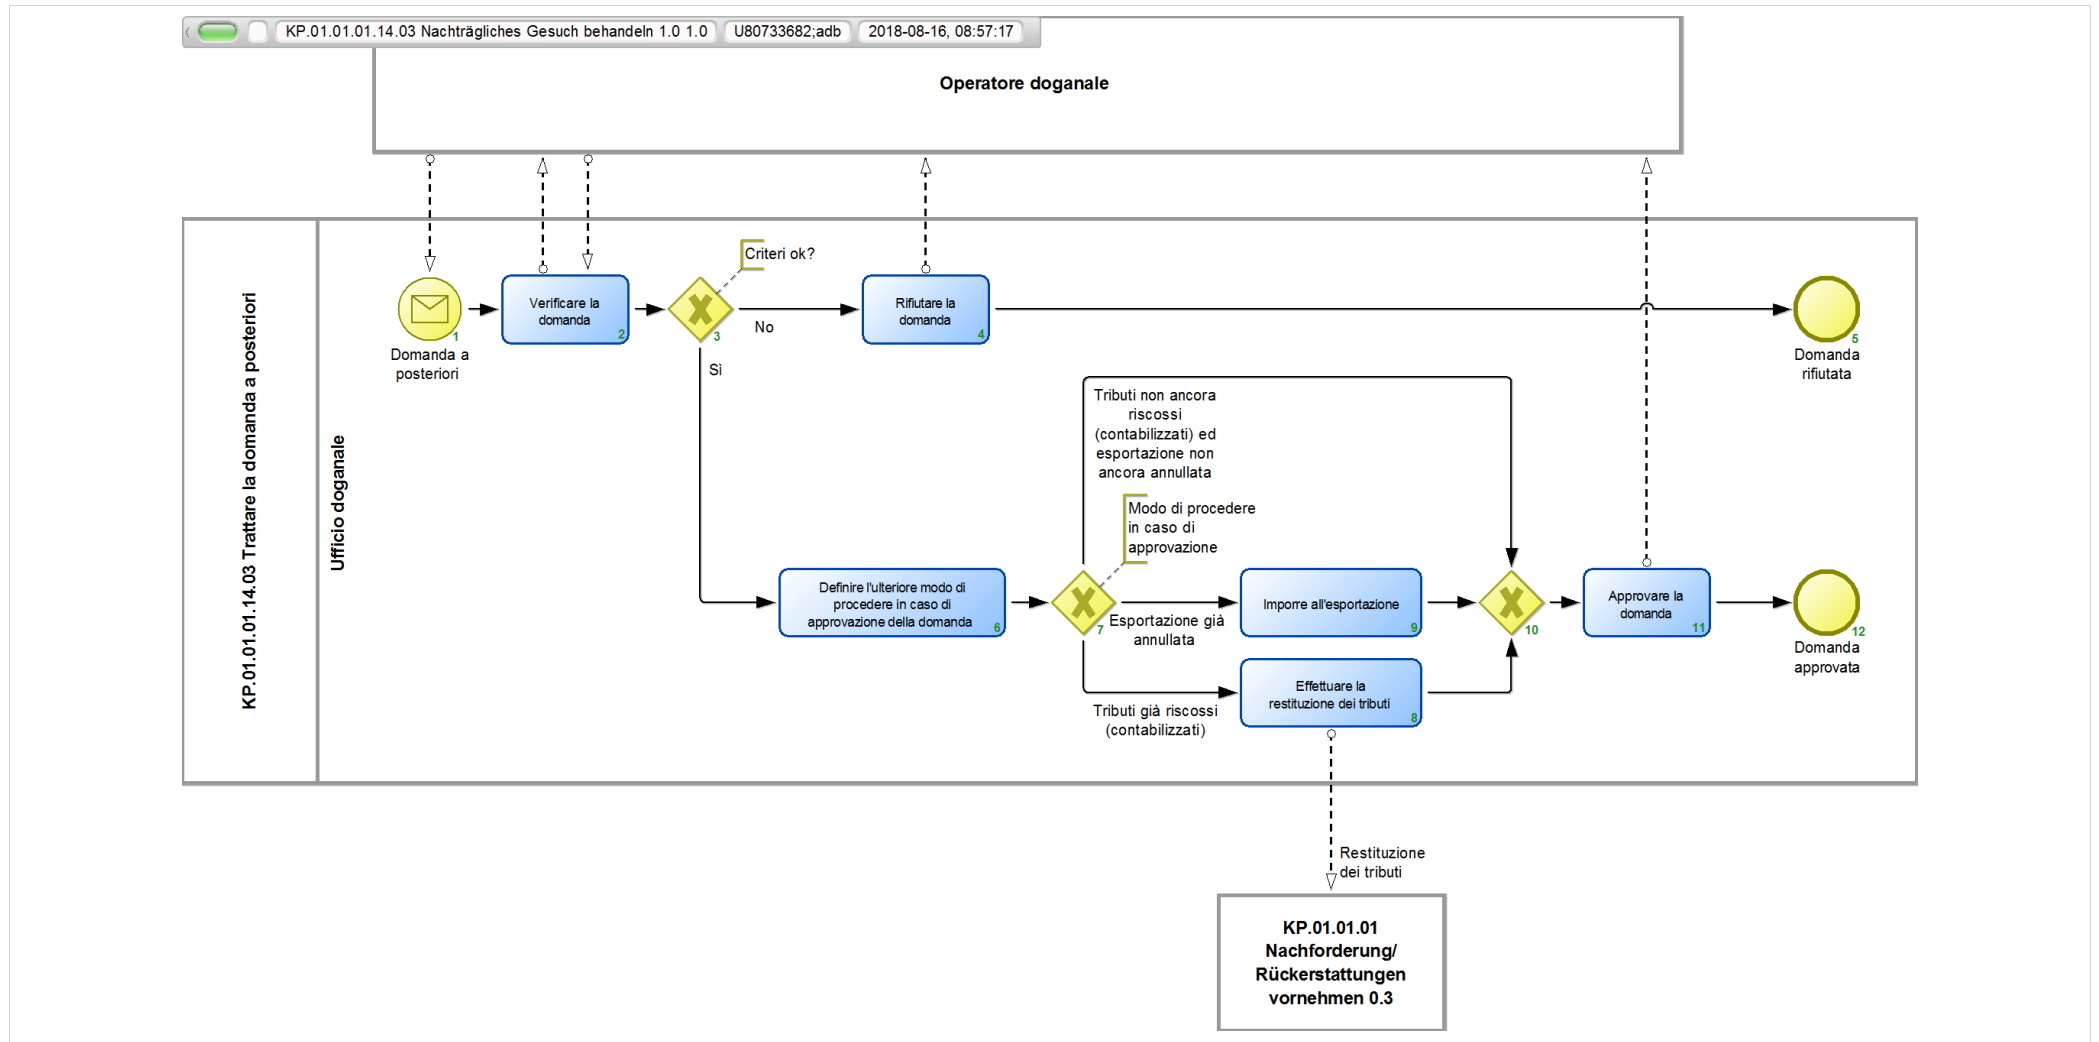 KP.01.01.01.14.03 Nachträgliches Gesuch behandeln 1.0 1.0
U80733682;adb
2018-08-16, 08:57:17
Operatore doganale
KP.01.01.01.14.03 Trattare la domanda a posteriori
Ufficio doganale
1
Domanda a
posteriori
Verificare la
domanda
2
Criteri ok?
3
No
Sì
Rifiutare la
domanda
4
5
Domanda
rifiutata
Tributi non ancora
riscossi
(contabilizzati) ed
esportazione non
ancora annullata
Modo di procedere
in caso di
approvazione
Definire l'ulteriore modo di
procedere in caso di
approvazione della domanda
6
7
Esportazione già
annullata
Imporre all'esportazione
9
10
Approvare la
domanda
11
12
Domanda
approvata
Tributi già riscossi
(contabilizzati)
Effettuare la
restituzione dei tributi
8
Restituzione
dei tributi
KP.01.01.01
Nachforderung/
Rückerstattungen
vornehmen 0.3